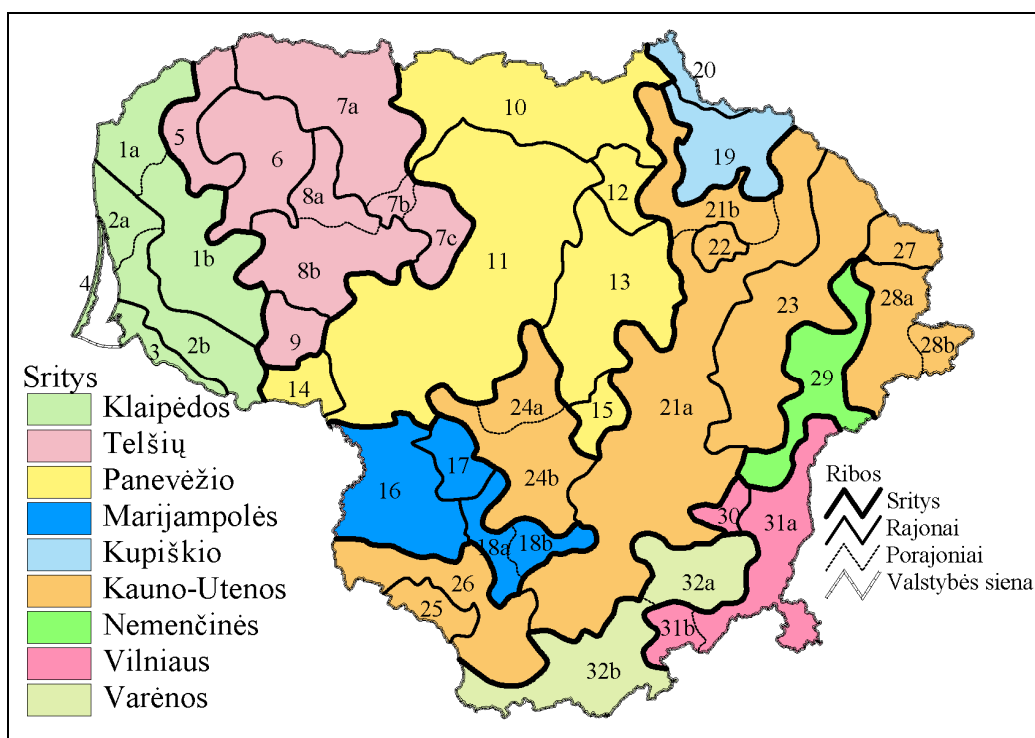 20
10
7a
5
1a
6
19
12
8a
7b
21b
2a
7c
22
27
1b
11
8b
13
4
23
28a
3
2b
9
28b
14
29
24a
15
21a
17
24b
16
30
31a
18a
18b
32a
26
25
31b
32b
Sritys
Klaipėdos
Telšių
Panevėžio
Marijampolės
Kupiškio
Kauno-Utenos
Nemenčinės
Vilniaus
Varėnos
Ribos
Sritys
Rajonai
Porajoniai
Valstybės siena